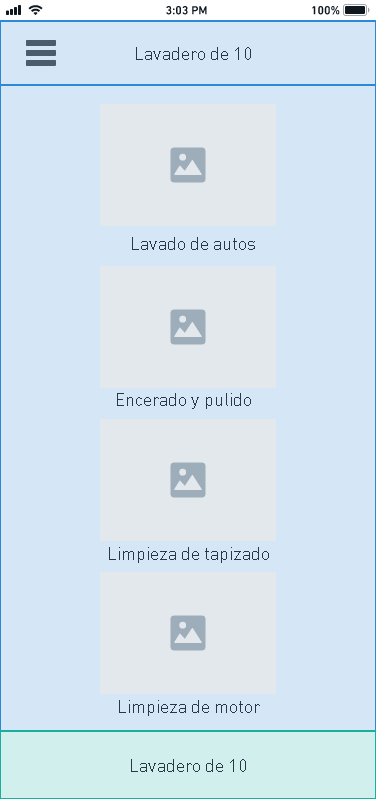 3:03 PM 100%
Lavadero de 10
Lavado de autos
Encerado y pulido
Limpieza de tapizado
Limpieza de motor
Lavadero de 10